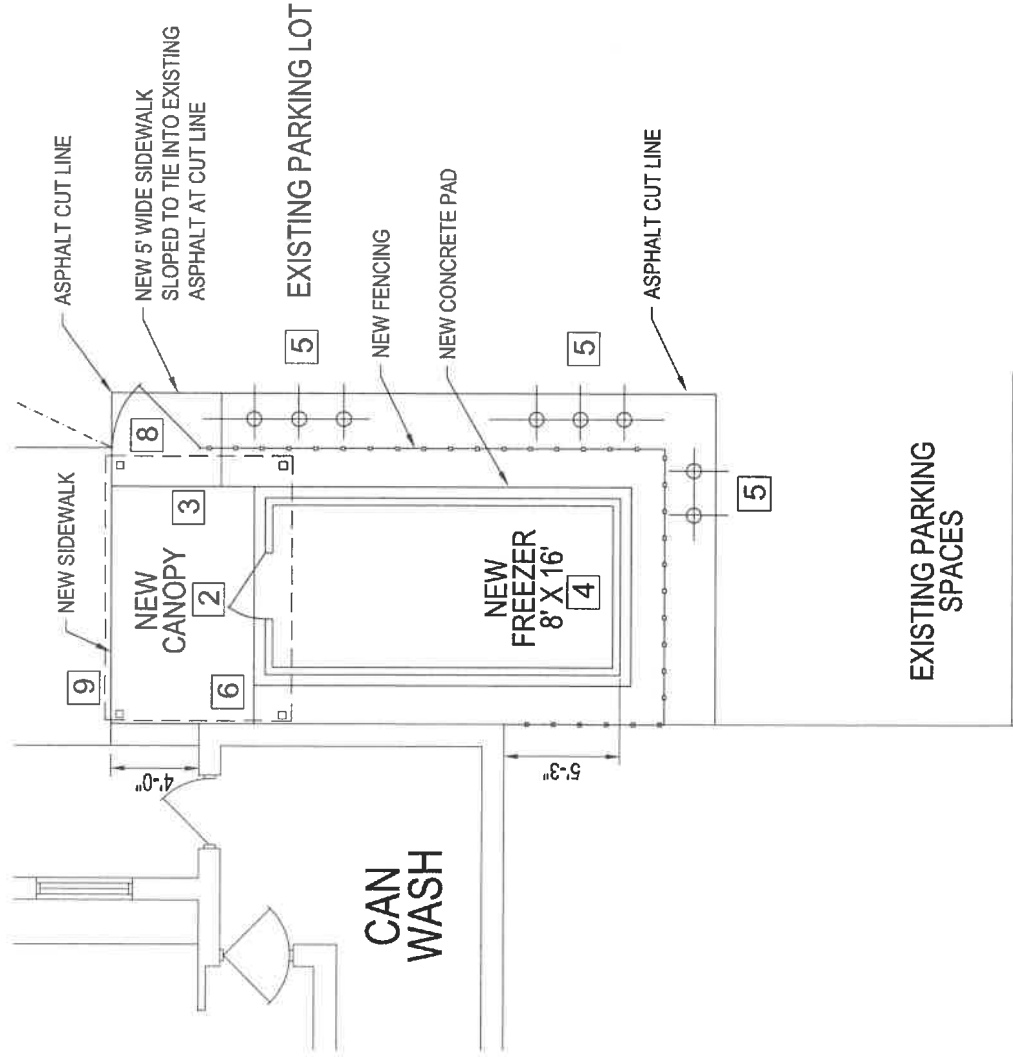 ASPHALT CUT LINE
NEW 5' WIDE SIDEWALK
SLOPED TO TIE INTO EXISTING
ASPHALT AT CUT LINE
EXISTING PARKING LOT
NEW SIDEWALK
8
5
NEW FENCING
9
3
NEW
CANOPY
2
NEW CONCRETE PAD
6
5
4'-0"
NEW
FREEZER
8' X 16'
4
ASPHALT CUT LINE
5'-3"
5
CAN
WASH
EXISTING PARKING
SPACES